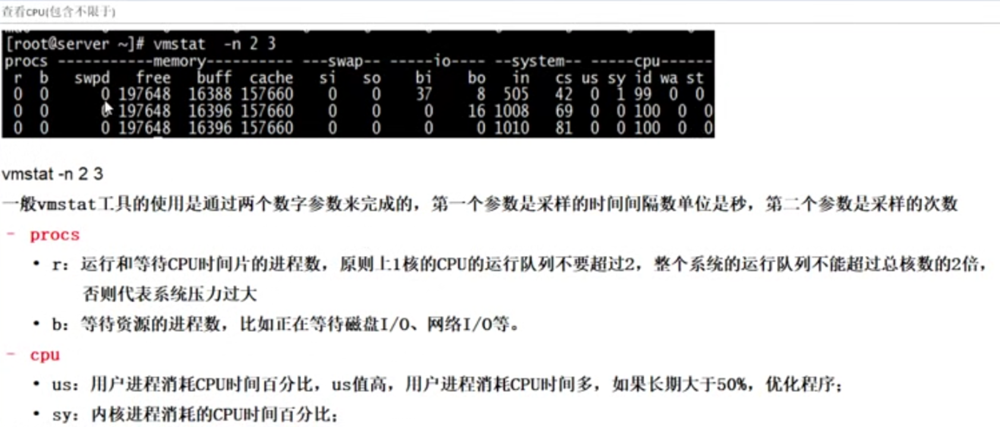 查看CPU(包含不限于)
[root@server ~]# vmstat  -n 2 3
procs -----------memory---------- ---swap-- -----io---- --system-- -----cpu------
r b swpd free buff cache si so bi bo in cs us sy id wa st
0 0 0 197648 16388 157660 0 0 37 8 505 42 0 1 99 0 0
0 0 0 197648 16396 157660 0 0 0 16 1008 69 0 0 100 0 0
0 0 0 197648 16396 157660 0 0 0 0 1010 81 0 0 100 0 0
vmstat -n 2 3
一般vmstat工具的使用是通过两个数字参数来完成的，第一个参数是采样的时间间隔数单位是秒，第二个参数是采样的次数
- procs
• r：运行和等待CPU时间片的进程数，原则上1核的CPU的运行队列不要超过2，整个系统的运行队列不能超过总核数的2倍，
否则代表系统压力过大
• b：等待资源的进程数，比如正在等待磁盘I/O、网络I/O等。
- cpu
• us：用户进程消耗CPU时间百分比，us值高，用户进程消耗CPU时间多，如果长期大于50%，优化程序；
• sy：内核进程消耗的CPU时间百分比；